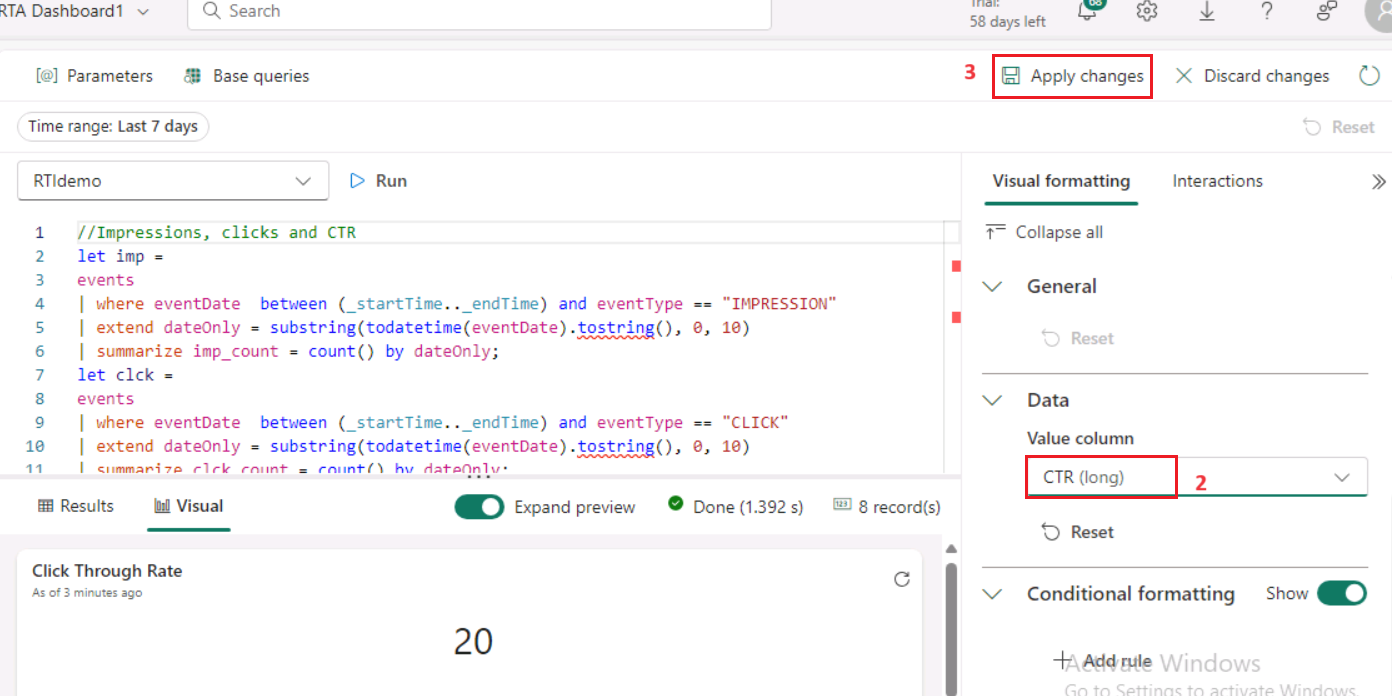 RTA Dashboard1
Search
Trial:
58 days left
68
?
[@] Parameters
Base queries
3
Apply changes
Discard changes
Time range: Last 7 days
Reset
RTIdemo
Run
Visual formatting
Interactions
1 //Impressions, clicks and CTR
2 let imp =
3 events
4 | where eventDate  between (_startTime.._endTime) and eventType == "IMPRESSION"
5 | extend dateOnly = substring(todatetime(eventDate).tostring(), 0, 10)
6 | summarize imp_count = count() by dateOnly;
7 let clck =
8 events
9 | where eventDate  between (_startTime.._endTime) and eventType == "CLICK"
10 | extend dateOnly = substring(todatetime(eventDate).tostring(), 0, 10)
11 | summarize clck_count = count() by dateOnly;
Collapse all
General
Reset
Data
Value column
CTR (long)
2
Reset
Conditional formatting
Show
Add rule
Results
Visual
Expand preview
Done (1.392 s)
123
8 record(s)
Click Through Rate
As of 3 minutes ago
20
Activate Windows
Go to Settings to activate Windows.